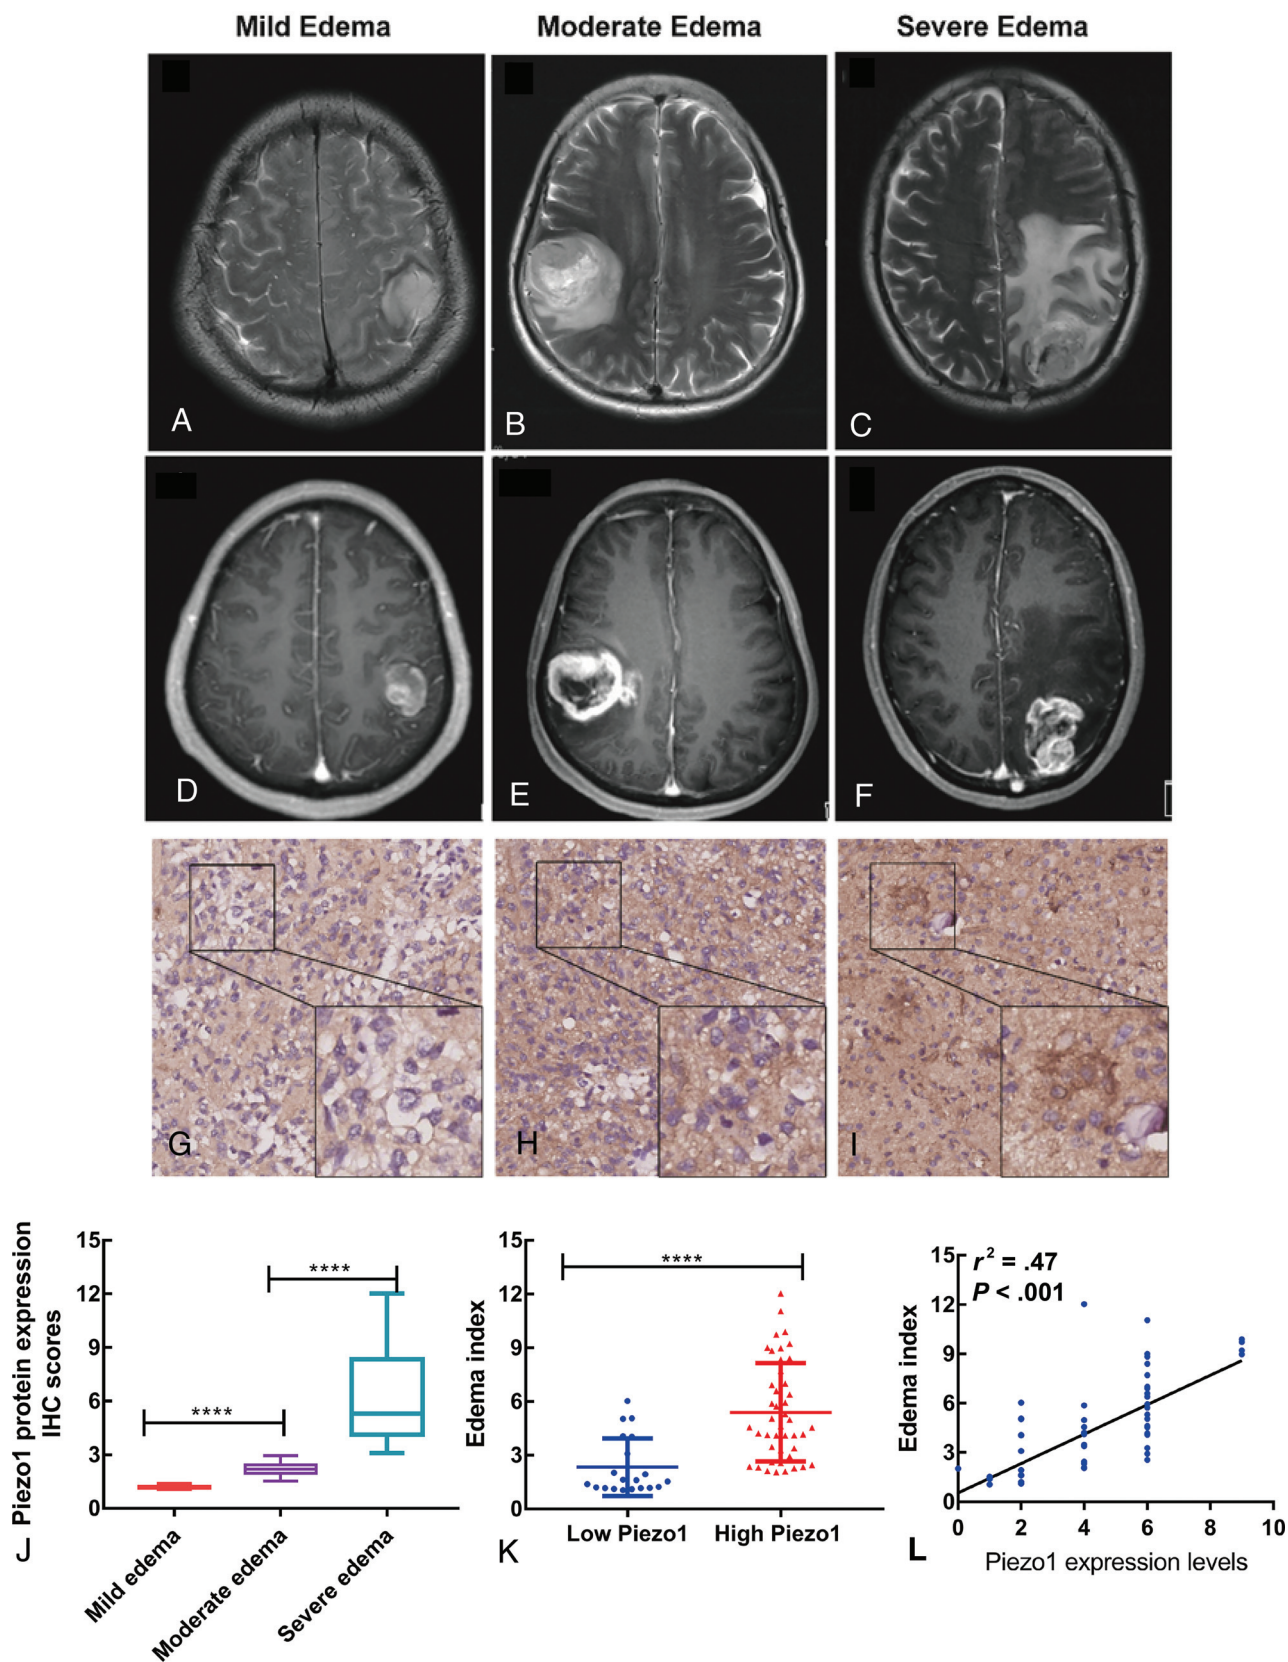 Mild Edema Moderate Edema Severe Edema
A B C
D E F
G H I
15
12
9
6
3
0
Piezo1 protein expression
IHC scores
****
****
Mild edema
Moderate edema
Severe edema
J
15
12
9
6
3
0
Edema index
****
Low Piezo1 High Piezo1
K
15
12
9
6
3
0
Edema index
r² = .47
P < .001
0 2 4 6 8 10
Piezo1 expression levels
L